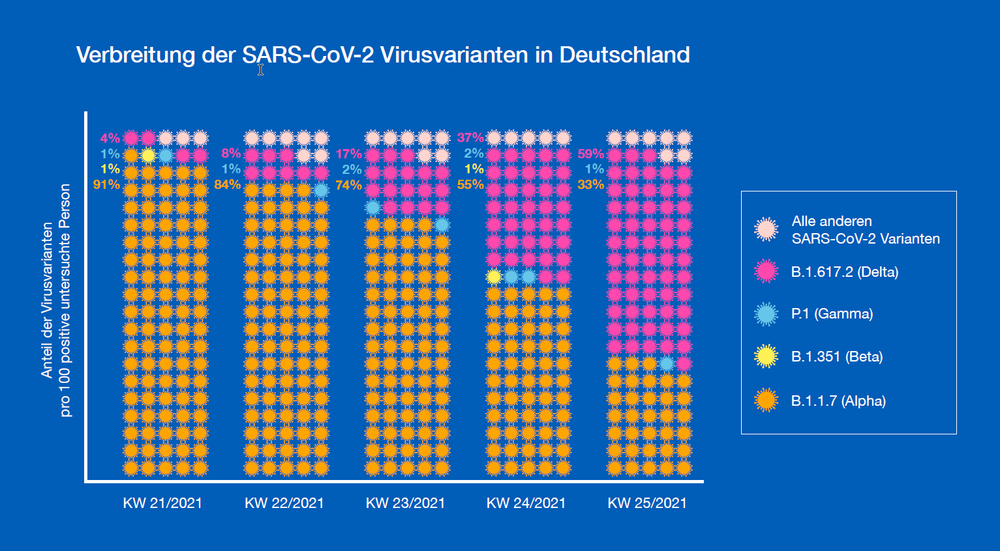 Verbreitung der SARS-CoV-2 Virusvarianten in Deutschland
Anteil der Virusvarianten
pro 100 positive untersuchte Person
4%
1%
1%
91%
8%
1%
84%
17%
2%
74%
37%
2%
1%
55%
59%
1%
33%
KW 21/2021
KW 22/2021
KW 23/2021
KW 24/2021
KW 25/2021
Alle anderen
SARS-CoV-2 Varianten
B.1.617.2 (Delta)
P.1 (Gamma)
B.1.351 (Beta)
B.1.1.7 (Alpha)